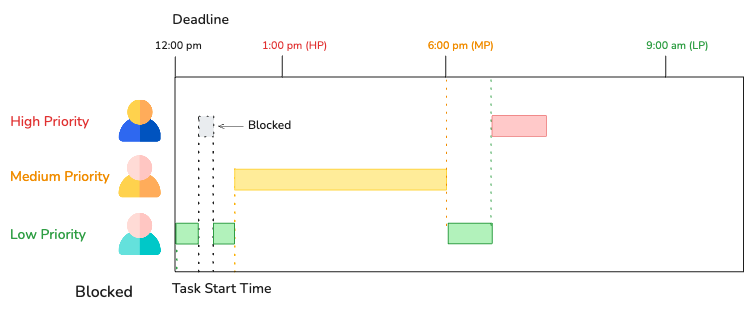 Deadline
12:00 pm
1:00 pm (HP)
6:00 pm (MP)
9:00 am (LP)
High Priority
Blocked
Medium Priority
Low Priority
Blocked
Task Start Time